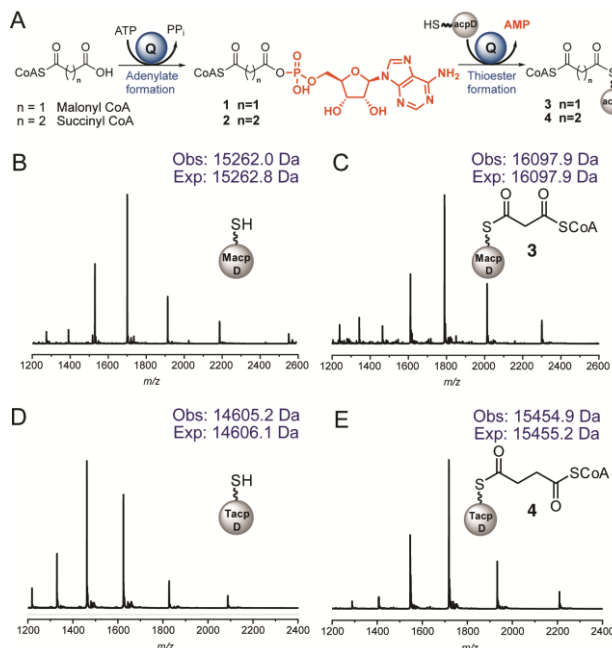 A
ATP
PPi
Q
HS
acpD
AMP
Q
CoAS
O
O
OH
n
Adenylate
formation
CoAS
O
O
n
O
O
P
OH
O
O
N
N
N
N
NH2
HO
OH
Thioester
formation
CoAS
O
O
n
S
n = 1 Malonyl CoA
n = 2 Succinyl CoA
1 n=1
2 n=2
3 n=1
4 n=2
B
Obs: 15262.0 Da
Exp: 15262.8 Da
SH
Macp
D
1200 1400 1600 1800 2000 2200 2400 2600
m/z
C
Obs: 16097.9 Da
Exp: 16097.9 Da
O
O
S
SCoA
Macp
D
3
1200 1400 1600 1800 2000 2200 2400 2600
m/z
D
Obs: 14605.2 Da
Exp: 14606.1 Da
SH
Tacp
D
1200 1400 1600 1800 2000 2200 2400
m/z
E
Obs: 15454.9 Da
Exp: 15455.2 Da
O
SCoA
S
O
Tacp
D
4
1200 1400 1600 1800 2000 2200 2400
m/z